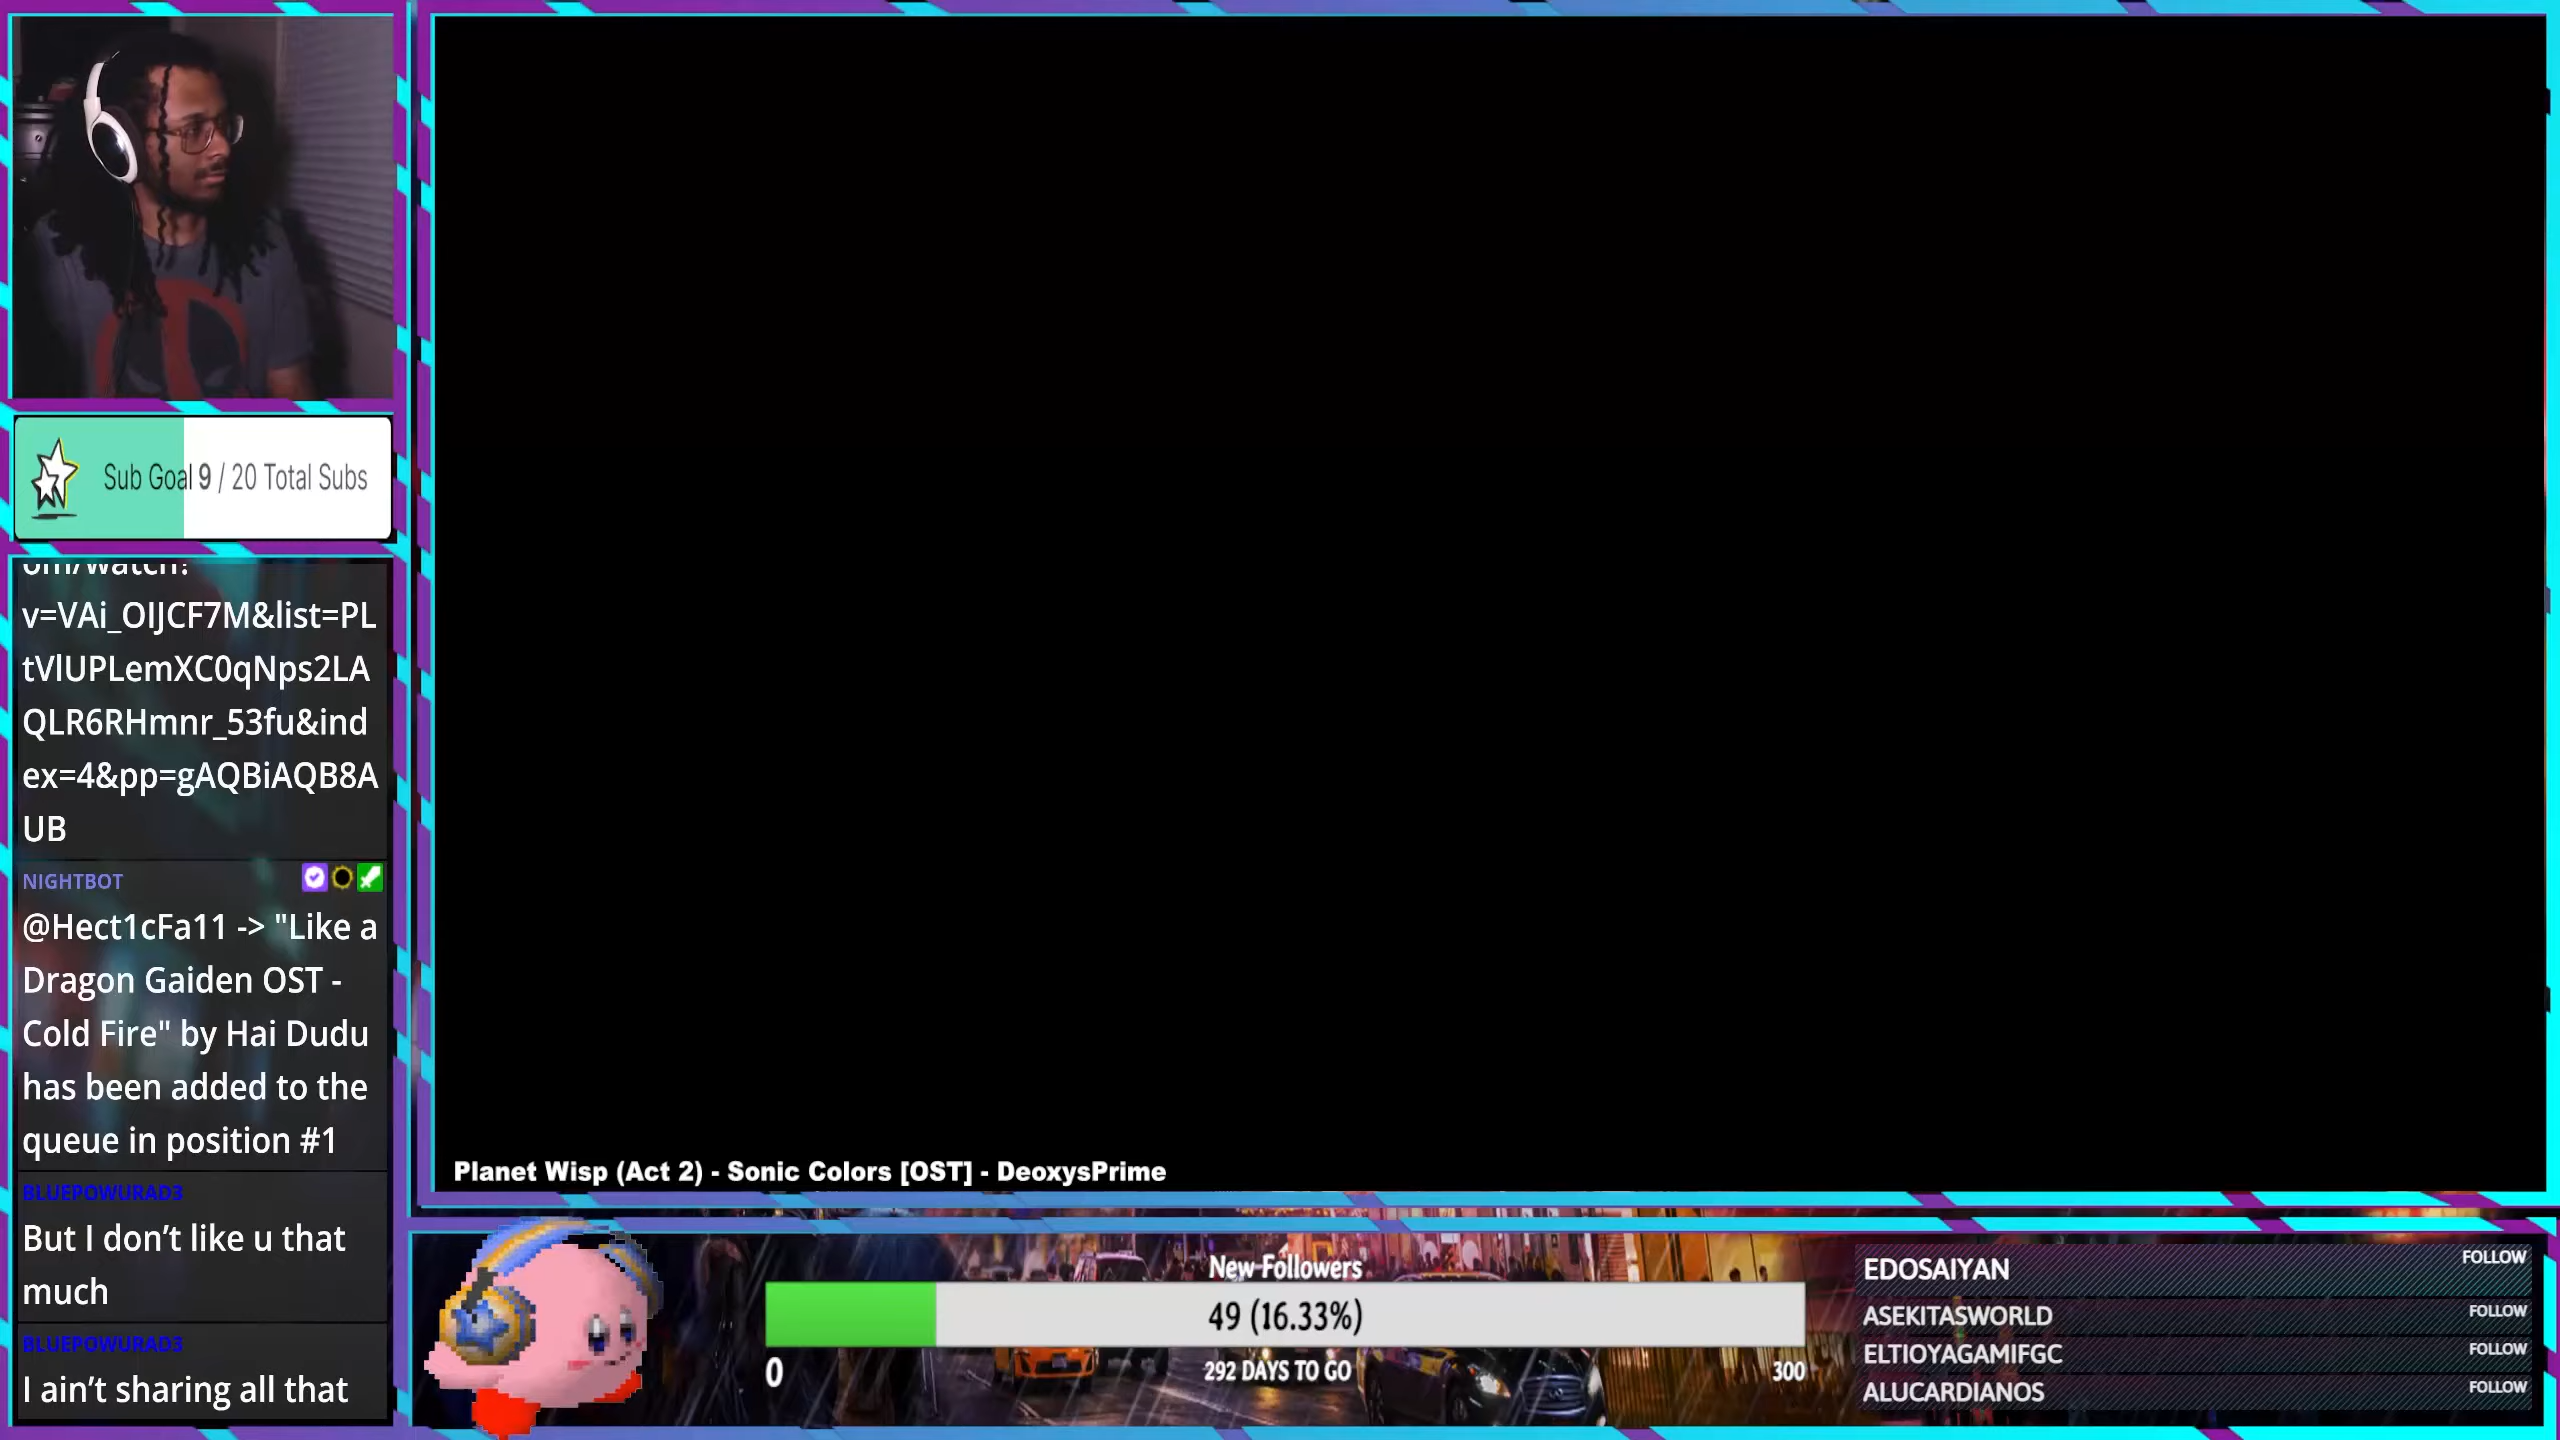 Sub Goal 9 / 20 Total Subs
om/watch?
v=VAi_OIJCF7M&list=PL
tVlUPLemXC0qNps2LA
QLR6RHmnr_53fu&ind
ex=4&pp=gAQBiAQB8A
UB
NIGHTBOT
@Hect1cFa11 -> "Like a
Dragon Gaiden OST -
Cold Fire" by Hai Dudu
has been added to the
queue in position #1
BLUEPOWURAD3
But I don’t like u that
much
BLUEPOWURAD3
I ain’t sharing all that
Planet Wisp (Act 2) - Sonic Colors [OST] - DeoxysPrime
New Followers
49 (16.33%)
0
292 DAYS TO GO
300
EDOSAIYAN FOLLOW
ASEKITASWORLD FOLLOW
ELTIOYAGAMIFGC FOLLOW
ALUCARDIANOS FOLLOW